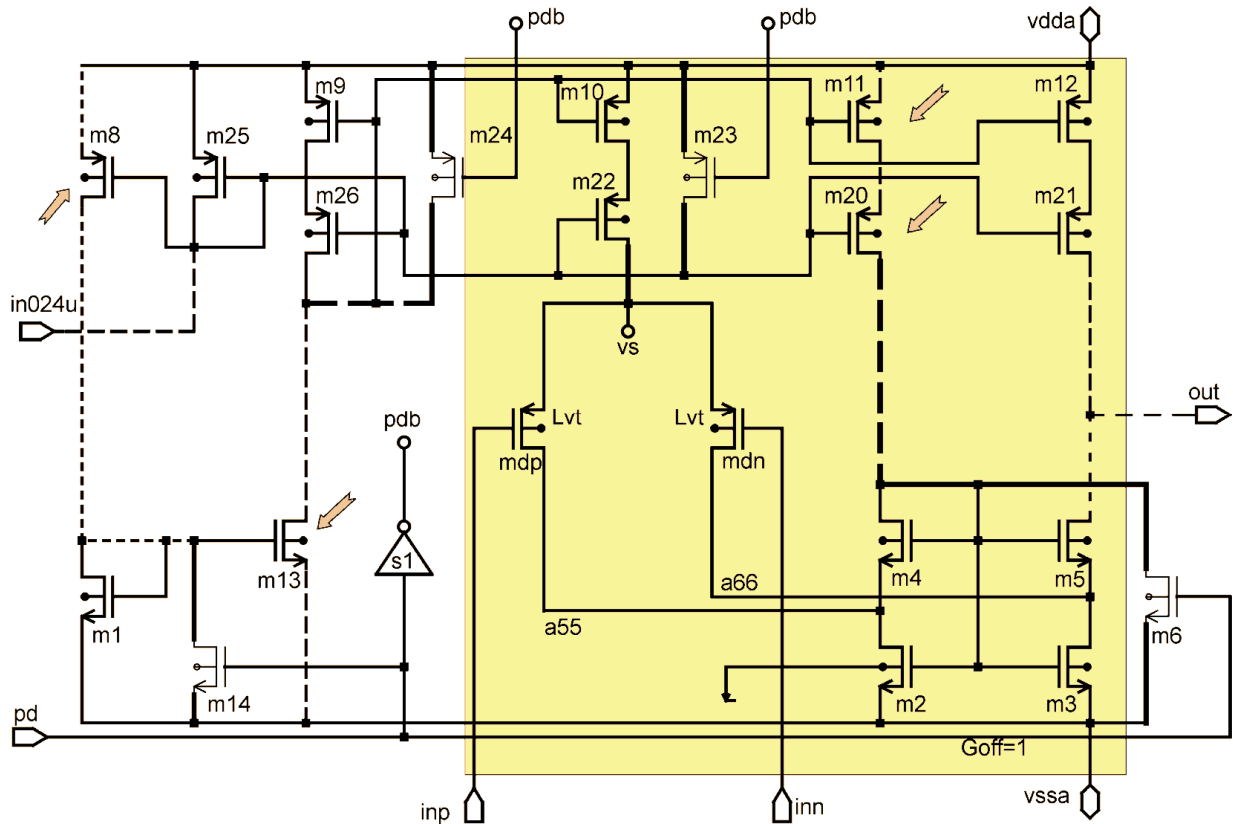 pdb
pdb
vdda
m9
m10
m11
m12
m8
m25
m24
m23
m22
m26
m20
m21
in024u
vs
out
pdb
Lvt
Lvt
mdp
mdn
s1
m13
m4
m5
a66
a55
m1
m6
m14
m2
m3
pd
Goff=1
inp
inn
vssa